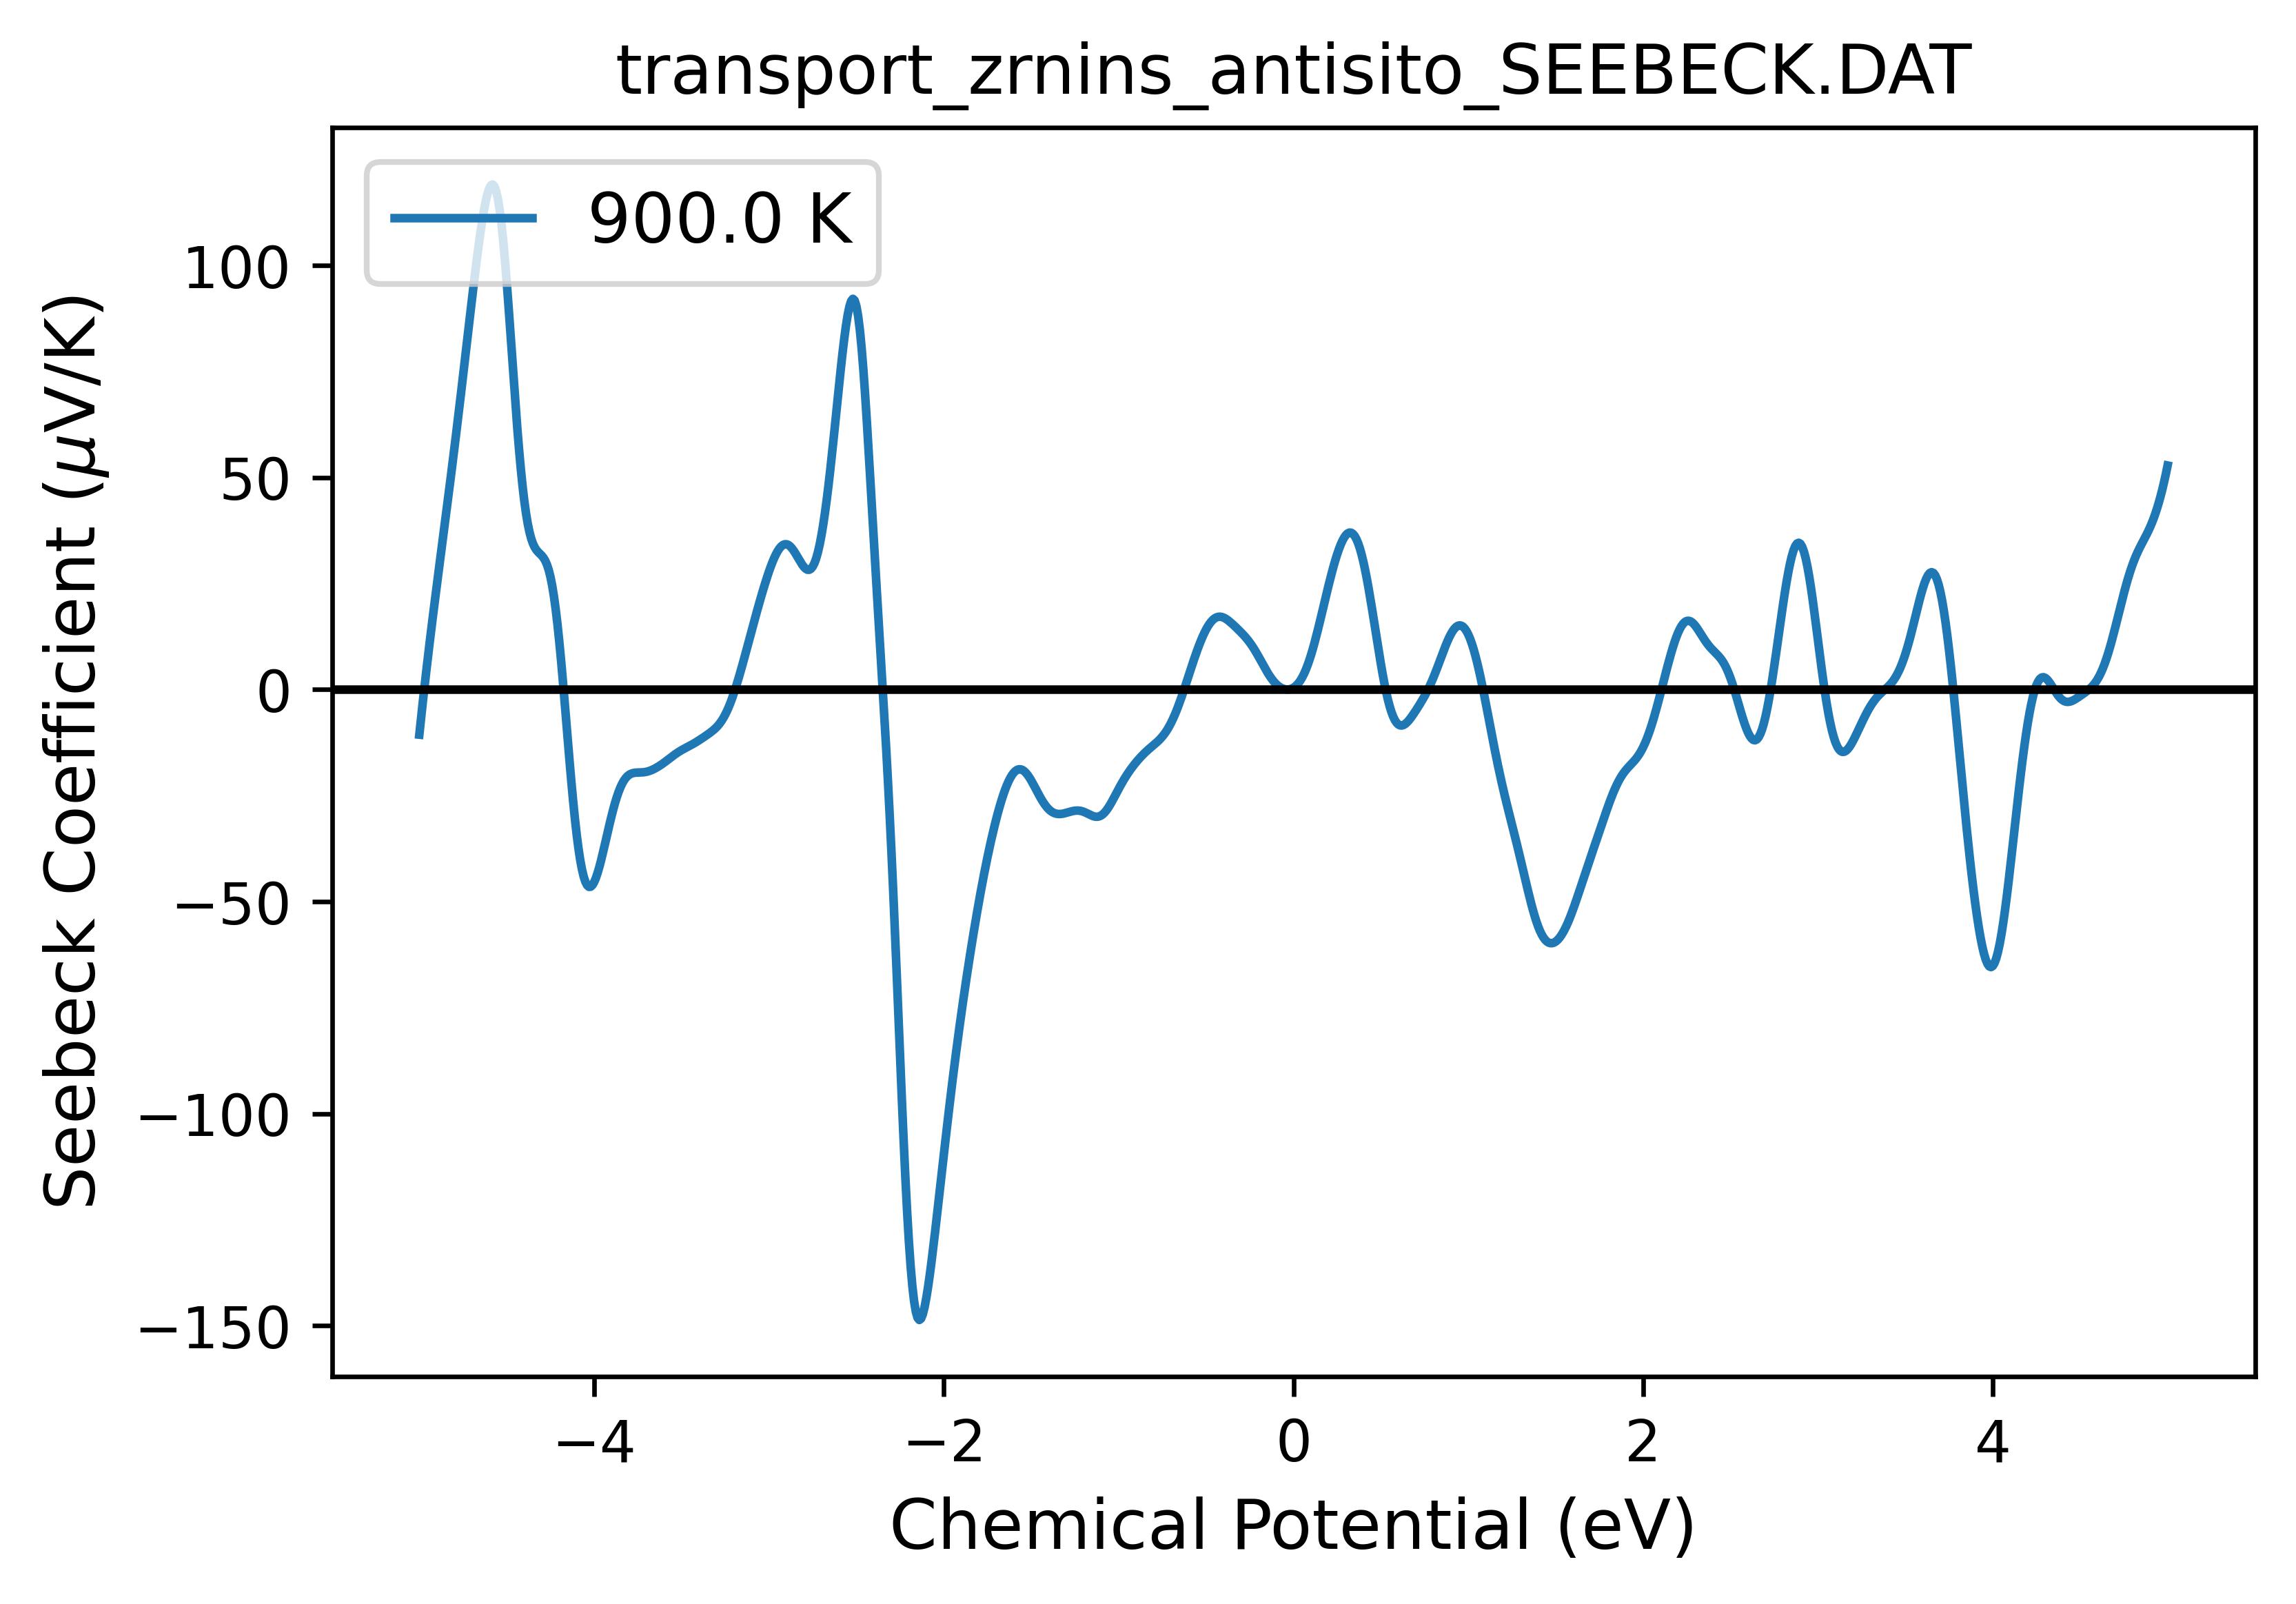 transport_zrnins_antisito_SEEBECK.DAT
900.0 K
Seebeck Coefficient (μV//K)
100
50
0
−50
−100
−150
−4
−2
0
2
4
Chemical Potential (eV)